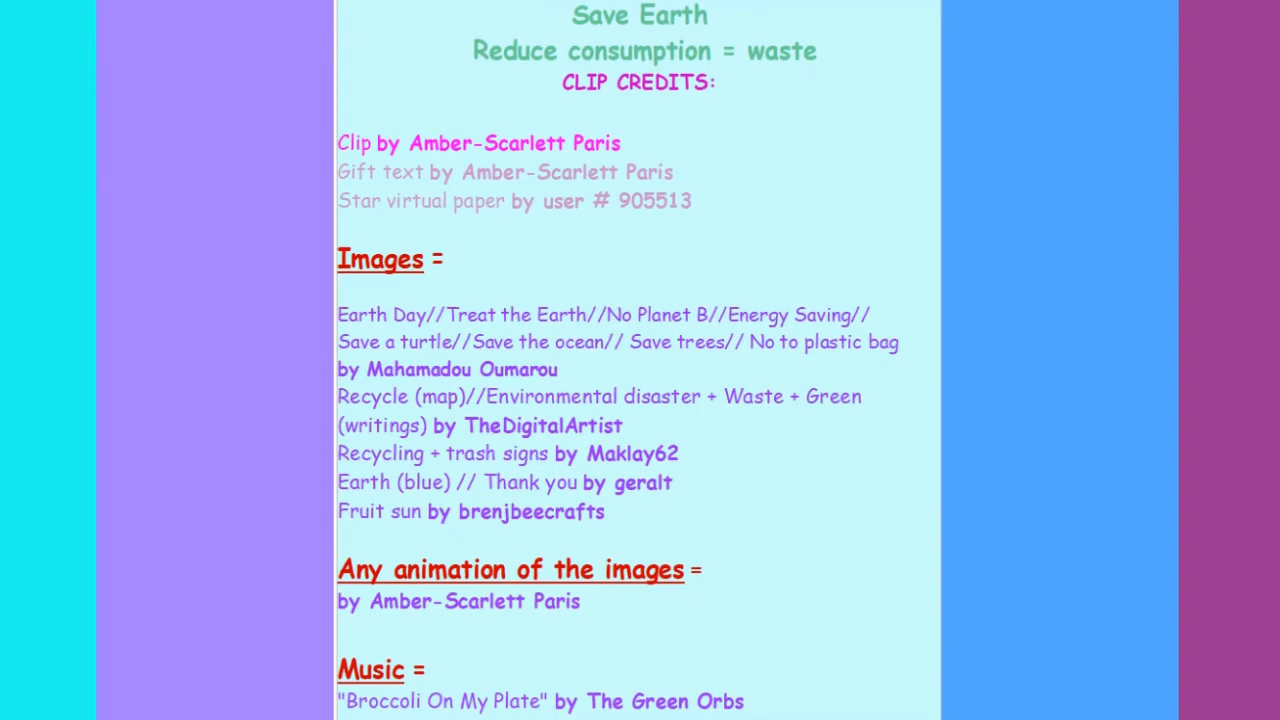 Save Earth
Reduce consumption = waste
CLIP CREDITS:
Clip by Amber-Scarlett Paris
Gift text by Amber-Scarlett Paris
Star virtual paper by user # 905513
Images =
Earth Day//Treat the Earth//No Planet B//Energy Saving//
Save a turtle//Save the ocean// Save trees// No to plastic bag
by Mahamadou Oumarou
Recycle (map)//Environmental disaster + Waste + Green
(writings) by TheDigitalArtist
Recycling + trash signs by Maklay62
Earth (blue) // Thank you by geralt
Fruit sun by brenjbeecrafts
Any animation of the images =
by Amber-Scarlett Paris
Music =
"Broccoli On My Plate" by The Green Orbs